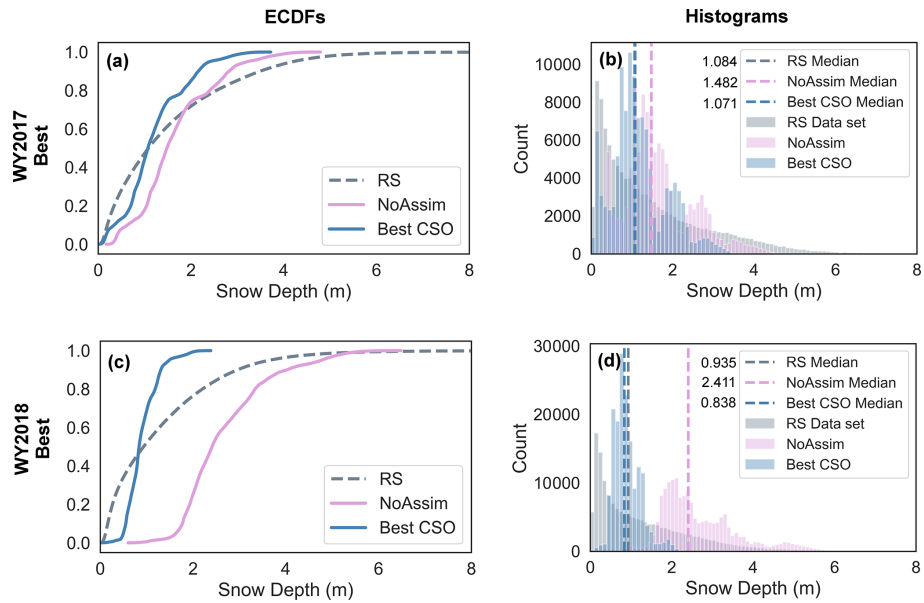 ECDFs
Histograms
WY2017
Best
(a)
1.0
0.8
0.6
0.4
0.2
0.0
RS
NoAssim
Best CSO
0
2
4
6
8
Snow Depth (m)
(b)
Count
10000
8000
6000
4000
2000
0
1.084
1.482
1.071
RS Median
NoAssim Median
Best CSO Median
RS Data set
NoAssim
Best CSO
0
2
4
6
8
Snow Depth (m)
WY2018
Best
(c)
1.0
0.8
0.6
0.4
0.2
0.0
RS
NoAssim
Best CSO
0
2
4
6
8
Snow Depth (m)
(d)
Count
30000
20000
10000
0
0.935
2.411
0.838
RS Median
NoAssim Median
Best CSO Median
RS Data set
NoAssim
Best CSO
0
2
4
6
8
Snow Depth (m)